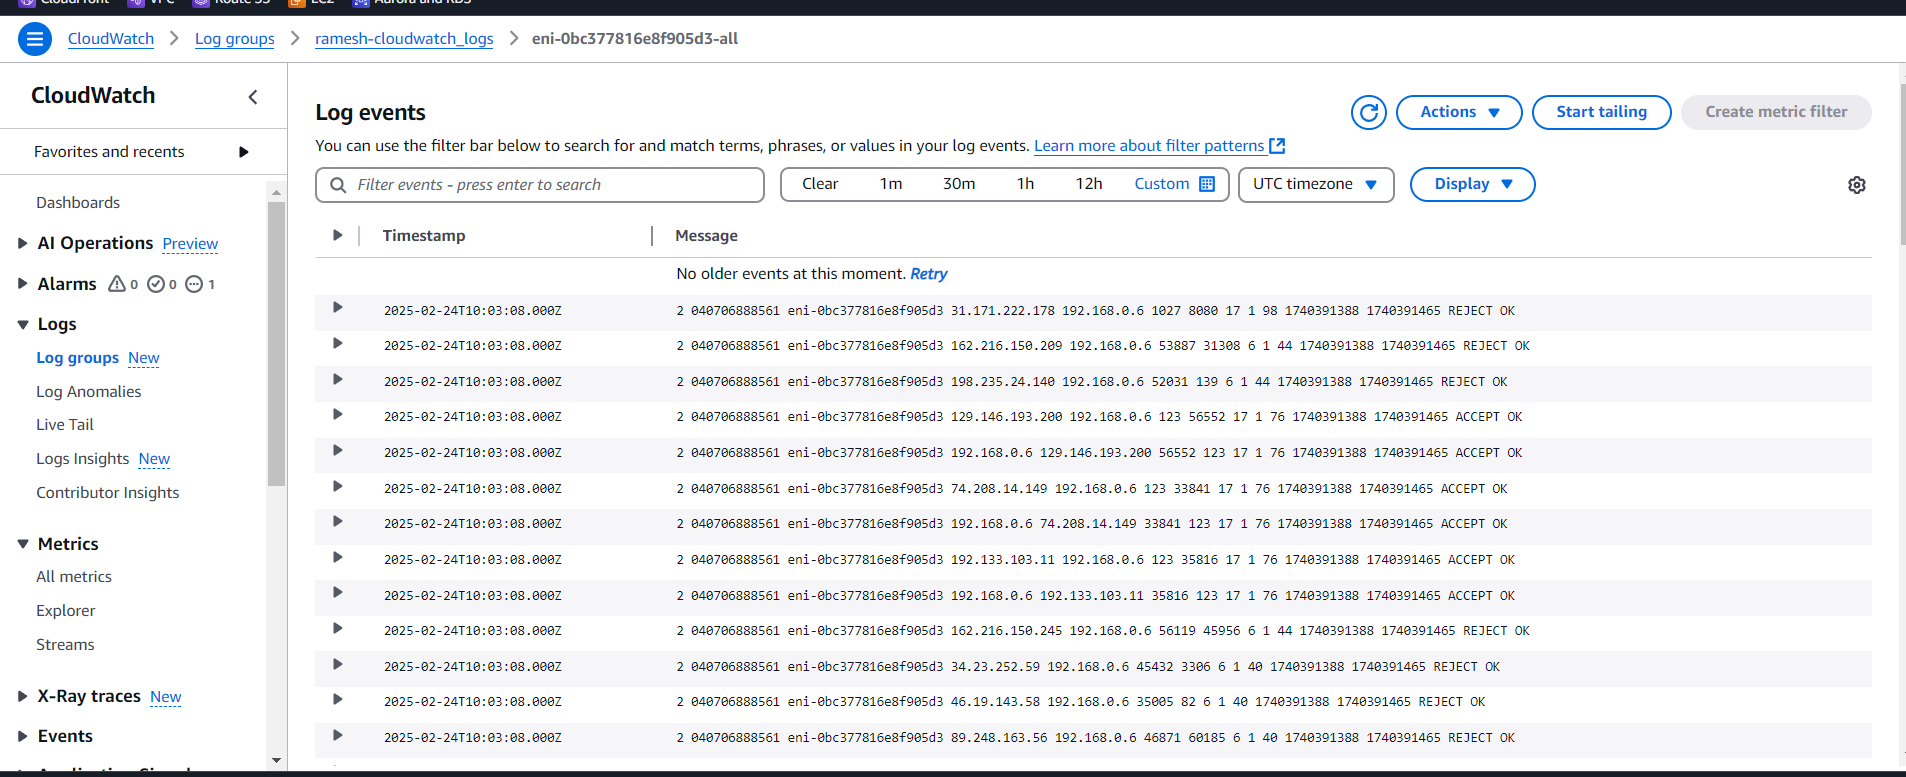 CloudFront VPC Route 53 EC2 Aurora and RDS
CloudWatch > Log groups > ramesh-cloudwatch_logs > eni-0bc377816e8f905d3-all
CloudWatch
Favorites and recents
Dashboards
AI Operations Preview
Alarms 0 0 1
Logs
Log groups New
Log Anomalies
Live Tail
Logs Insights New
Contributor Insights
Metrics
All metrics
Explorer
Streams
X-Ray traces New
Events
Log events
Actions
Start tailing
Create metric filter
You can use the filter bar below to search for and match terms, phrases, or values in your log events. Learn more about filter patterns
Filter events - press enter to search
Clear 1m 30m 1h 12h Custom
UTC timezone
Display
Timestamp Message
No older events at this moment. Retry
2025-02-24T10:03:08.000Z 2 040706888561 eni-0bc377816e8f905d3 31.171.222.178 192.168.0.6 1027 8080 17 1 98 1740391388 1740391465 REJECT OK
2025-02-24T10:03:08.000Z 2 040706888561 eni-0bc377816e8f905d3 162.216.150.209 192.168.0.6 53887 31308 6 1 44 1740391388 1740391465 REJECT OK
2025-02-24T10:03:08.000Z 2 040706888561 eni-0bc377816e8f905d3 198.235.24.140 192.168.0.6 52031 139 6 1 44 1740391388 1740391465 REJECT OK
2025-02-24T10:03:08.000Z 2 040706888561 eni-0bc377816e8f905d3 129.146.193.200 192.168.0.6 123 56552 17 1 76 1740391388 1740391465 ACCEPT OK
2025-02-24T10:03:08.000Z 2 040706888561 eni-0bc377816e8f905d3 192.168.0.6 129.146.193.200 56552 123 17 1 76 1740391388 1740391465 ACCEPT OK
2025-02-24T10:03:08.000Z 2 040706888561 eni-0bc377816e8f905d3 74.208.14.149 192.168.0.6 123 33841 17 1 76 1740391388 1740391465 ACCEPT OK
2025-02-24T10:03:08.000Z 2 040706888561 eni-0bc377816e8f905d3 192.168.0.6 74.208.14.149 33841 123 17 1 76 1740391388 1740391465 ACCEPT OK
2025-02-24T10:03:08.000Z 2 040706888561 eni-0bc377816e8f905d3 192.133.103.11 192.168.0.6 123 35816 17 1 76 1740391388 1740391465 ACCEPT OK
2025-02-24T10:03:08.000Z 2 040706888561 eni-0bc377816e8f905d3 192.168.0.6 192.133.103.11 35816 123 17 1 76 1740391388 1740391465 ACCEPT OK
2025-02-24T10:03:08.000Z 2 040706888561 eni-0bc377816e8f905d3 162.216.150.245 192.168.0.6 56119 45956 6 1 44 1740391388 1740391465 REJECT OK
2025-02-24T10:03:08.000Z 2 040706888561 eni-0bc377816e8f905d3 34.23.252.59 192.168.0.6 45432 3306 6 1 40 1740391388 1740391465 REJECT OK
2025-02-24T10:03:08.000Z 2 040706888561 eni-0bc377816e8f905d3 46.19.143.58 192.168.0.6 35005 82 6 1 40 1740391388 1740391465 REJECT OK
2025-02-24T10:03:08.000Z 2 040706888561 eni-0bc377816e8f905d3 89.248.163.56 192.168.0.6 46871 60185 6 1 40 1740391388 1740391465 REJECT OK